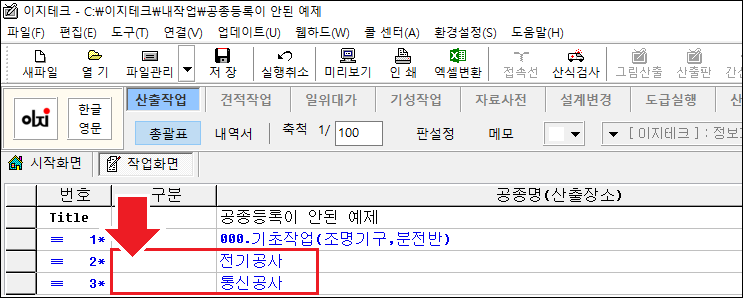 이지테크 - C:₩이지테크₩내작업₩공종등록이 안된 예제
파일(F) 편집(E) 도구(T) 연결(V) 업데이트(U) 웹하드(W) 콜 센터(A) 환경설정(S) 도움말(H)
새파일 열 기 파일관리 저 장 실행취소 미리보기 인 쇄 엑셀변환 접속선 산식검사 그림산출 산출판
이지 한글 영문
산출작업 견적작업 일위대가 기성작업 자료사전 설계변경 도급실행
총괄표 내역서 축척 1/ 100 판설정 메모 [ 이지테크 ] : 정보
시작화면 작업화면
번호 구분 공종명(산출장소)
Title 공종등록이 안된 예제
1* 000.기초작업(조명기구,분전반)
2* 전기공사
3* 통신공사